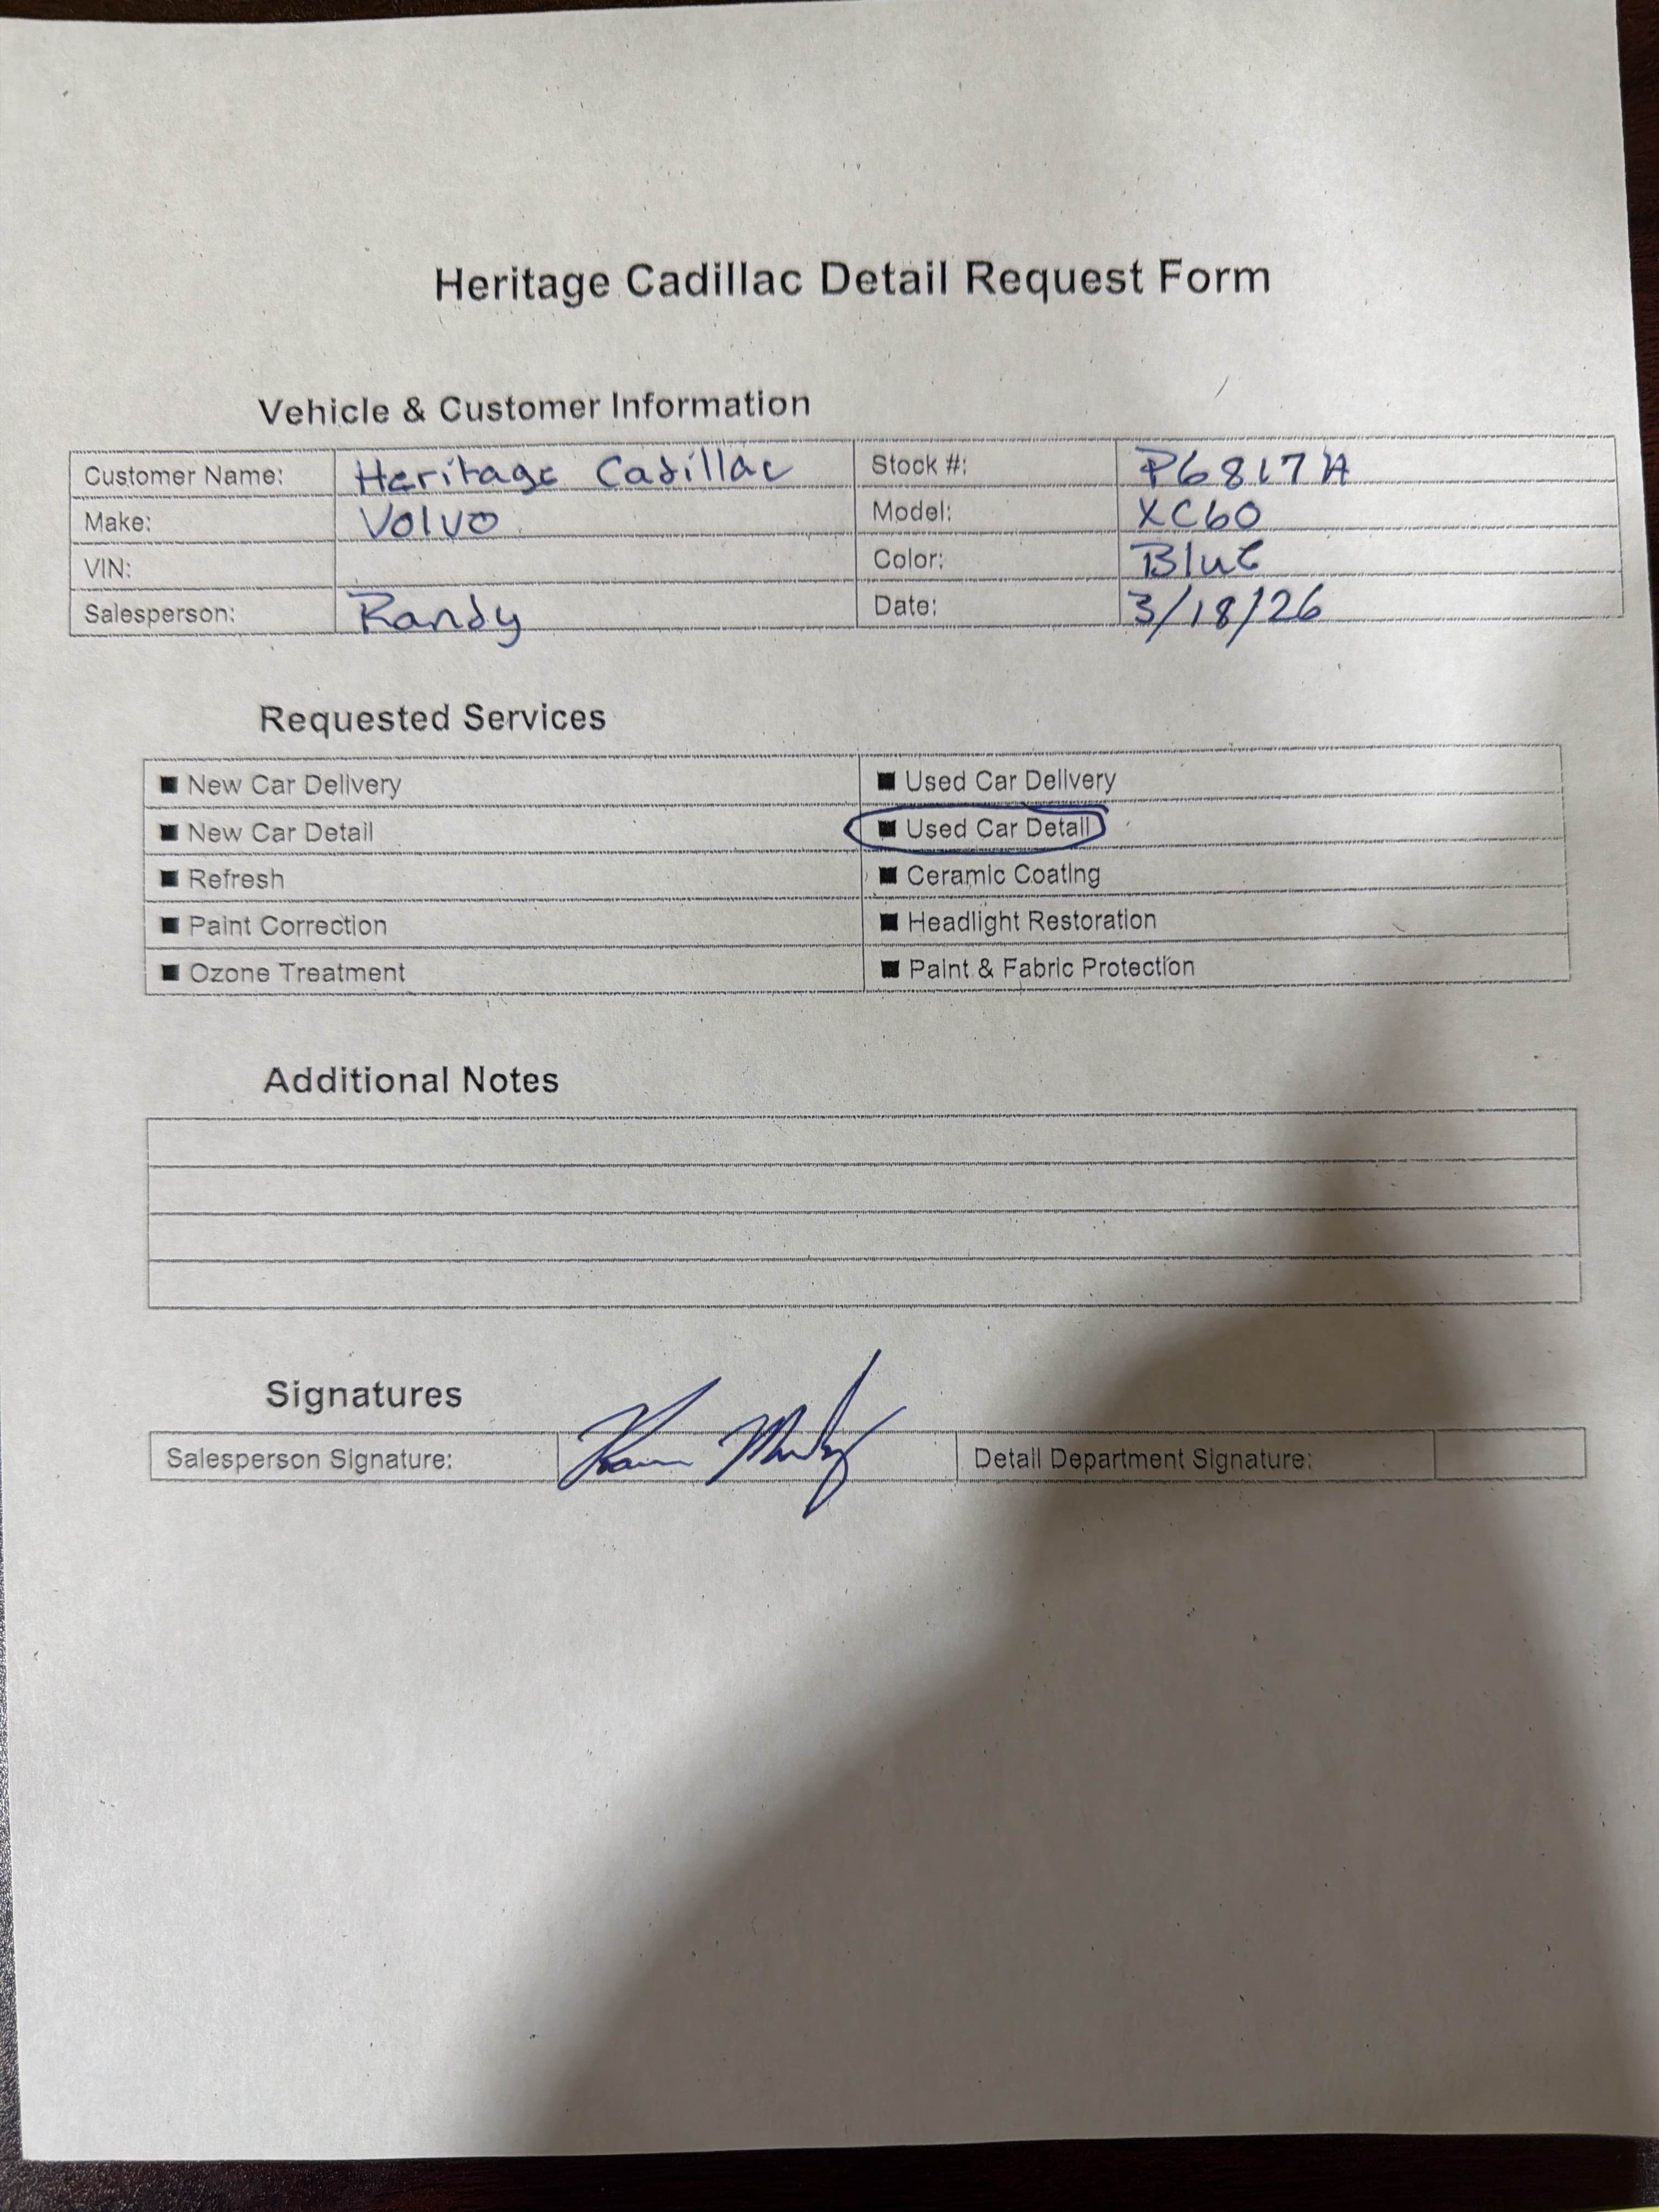 Heritage Cadillac Detail Request Form
Vehicle & Customer Information
Customer Name: Heritage Cadillac Stock #: P6817A
Make: Volvo Model: XC60
VIN: Color: Blue
Salesperson: Randy Date: 3/18/26
Requested Services
■ New Car Delivery ■ Used Car Delivery
■ New Car Detail ■ Used Car Detail
■ Refresh ■ Ceramic Coating
■ Paint Correction ■ Headlight Restoration
■ Ozone Treatment ■ Paint & Fabric Protection
Additional Notes
Signatures
Salesperson Signature: Detail Department Signature: